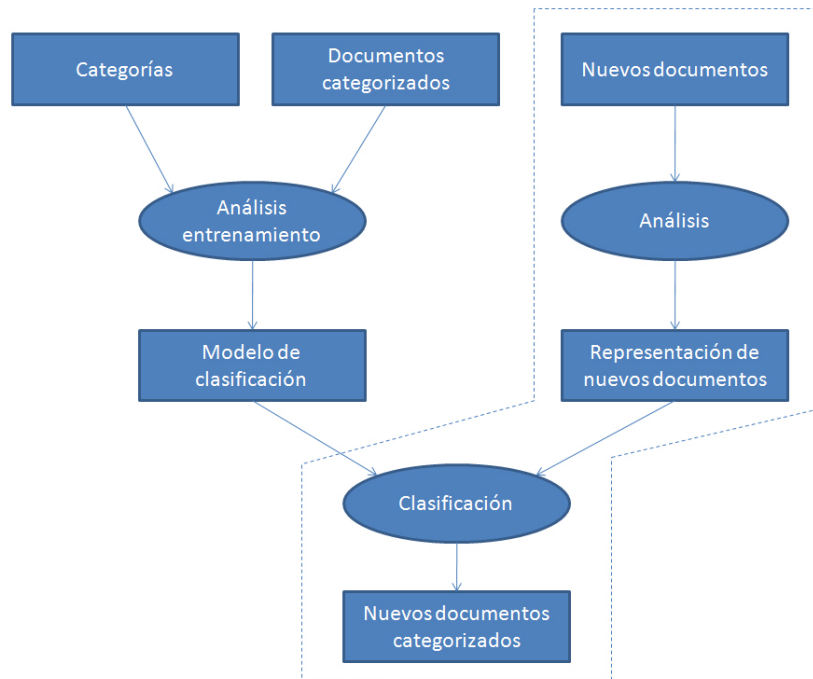 Categorías
Documentos
categorizados
Nuevos documentos
Análisis
entrenamiento
Análisis
Modelo de
clasificación
Representación de
nuevos documentos
Clasificación
Nuevos documentos
categorizados